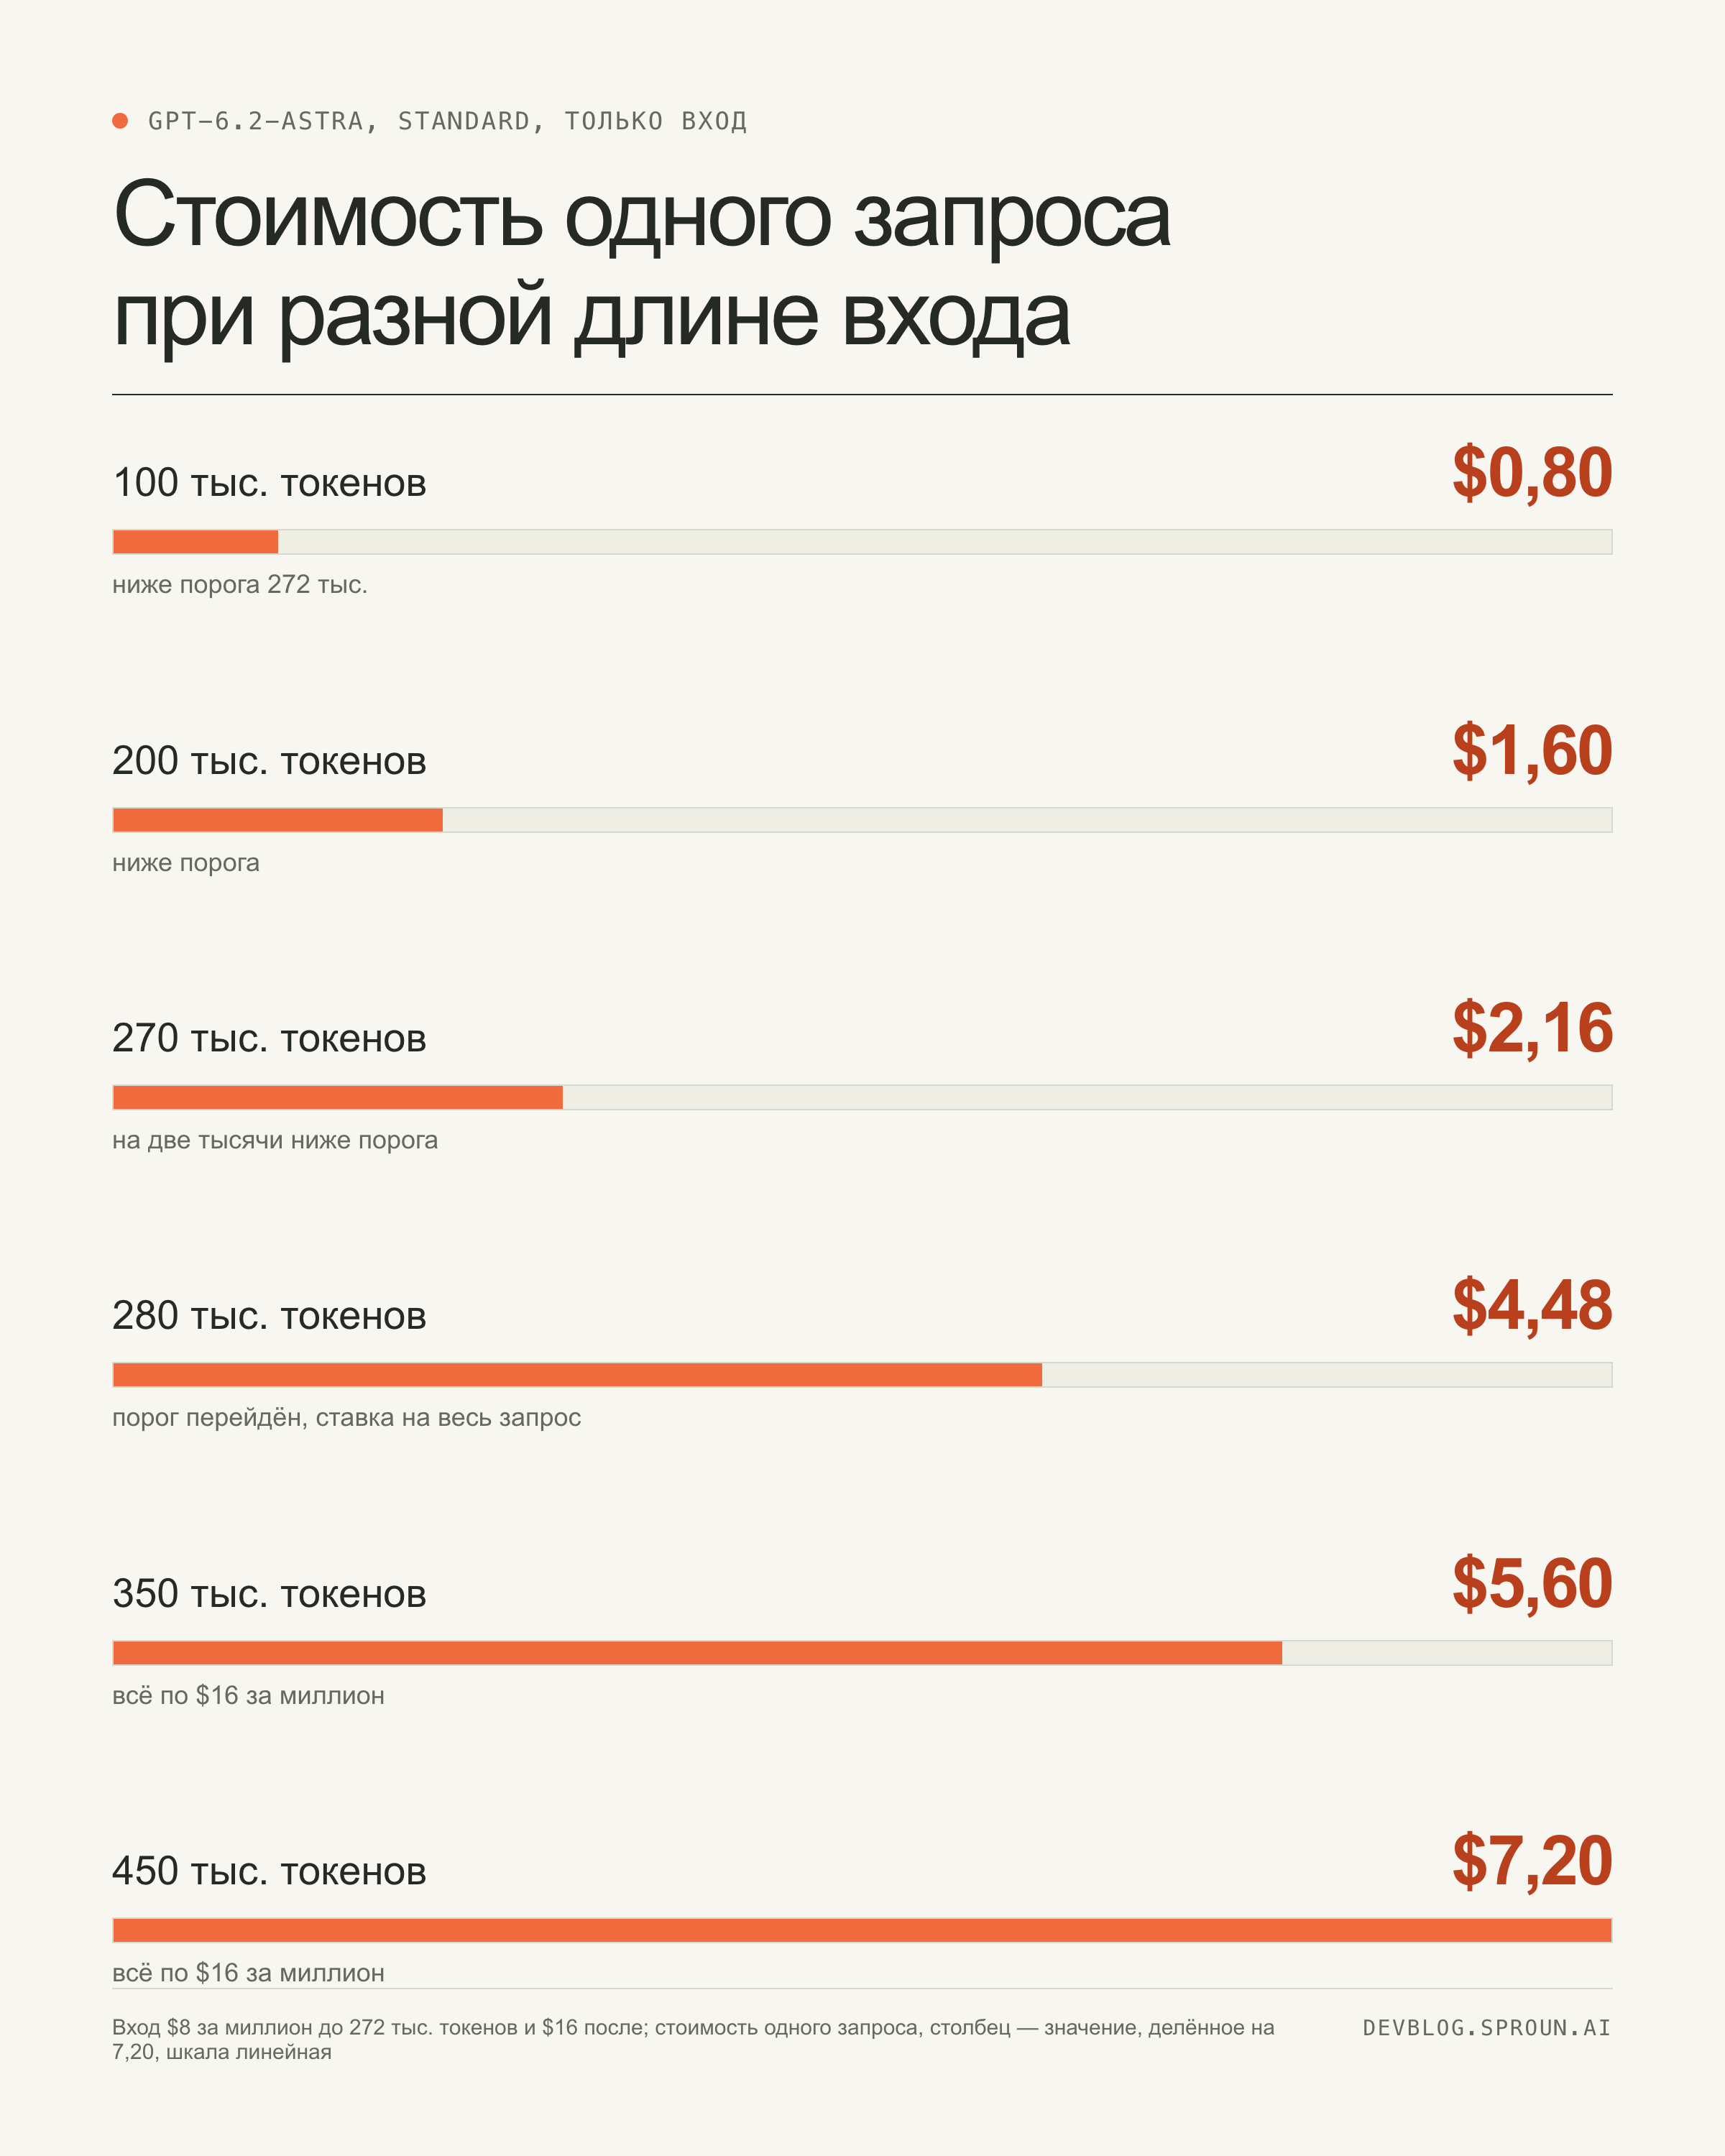 GPT-6.2-ASTRA, STANDARD, ТОЛЬКО ВХОД
Стоимость одного запроса
при разной длине входа
100 тыс. токенов
$0,80
ниже порога 272 тыс.
200 тыс. токенов
$1,60
ниже порога
270 тыс. токенов
$2,16
на две тысячи ниже порога
280 тыс. токенов
$4,48
порог перейдён, ставка на весь запрос
350 тыс. токенов
$5,60
всё по $16 за миллион
450 тыс. токенов
$7,20
всё по $16 за миллион
Вход $8 за миллион до 272 тыс. токенов и $16 после; стоимость одного запроса, столбец — значение, делённое на
7,20, шкала линейная
DEVBLOG.SPROUN.AI